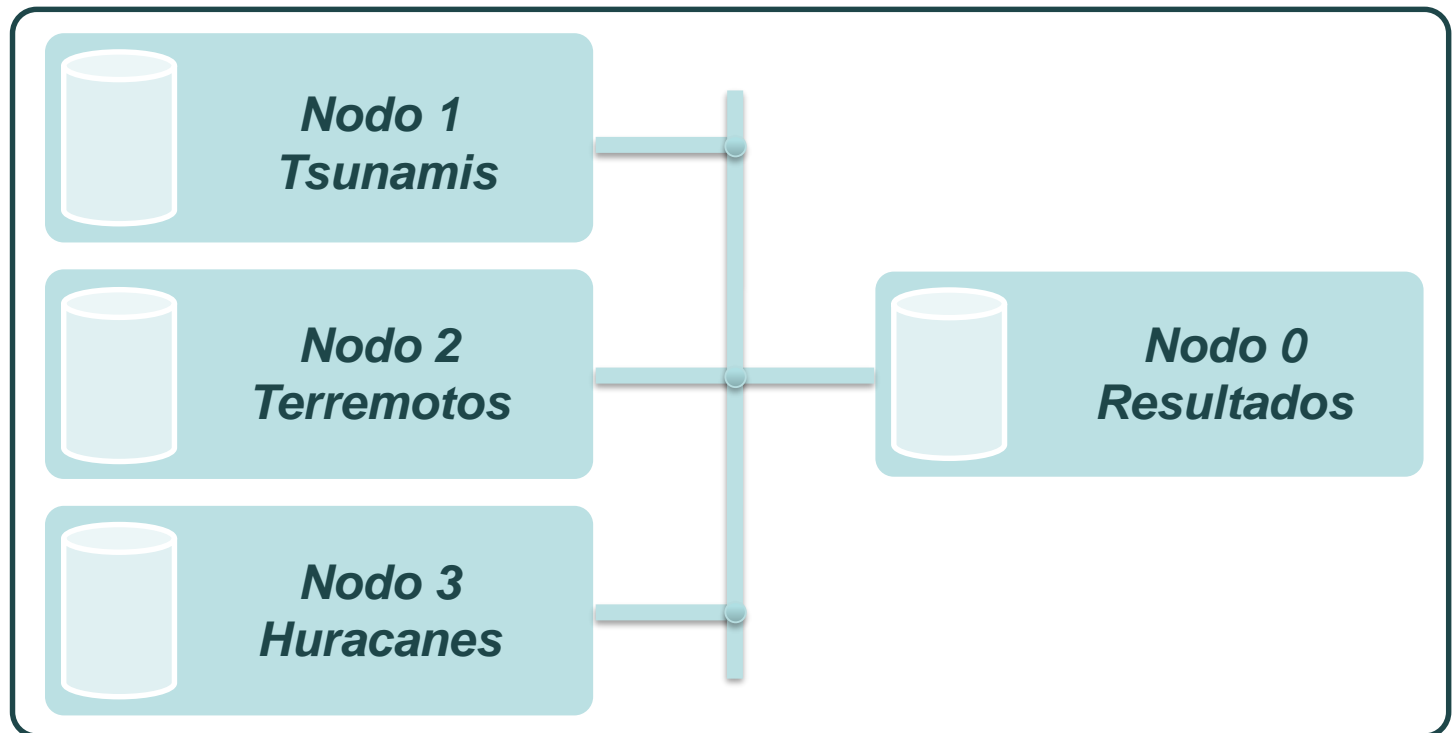 Nodo 1
Tsunamis
Nodo 2
Terremotos
Nodo 0
Resultados
Nodo 3
Huracanes